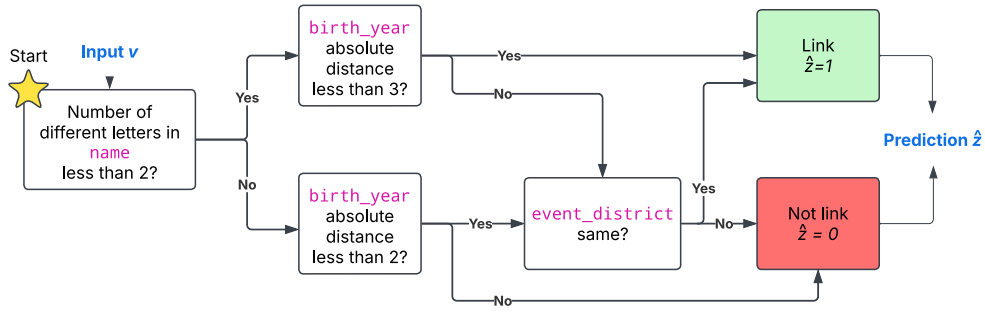 Start
Input v
Number of
different letters in
name
less than 2?
Yes
No
birth_year
absolute
distance
less than 3?
Yes
No
birth_year
absolute
distance
less than 2?
Yes
No
event_district
same?
Yes
No
Link
ẑ=1
Not link
ẑ = 0
Prediction ẑ